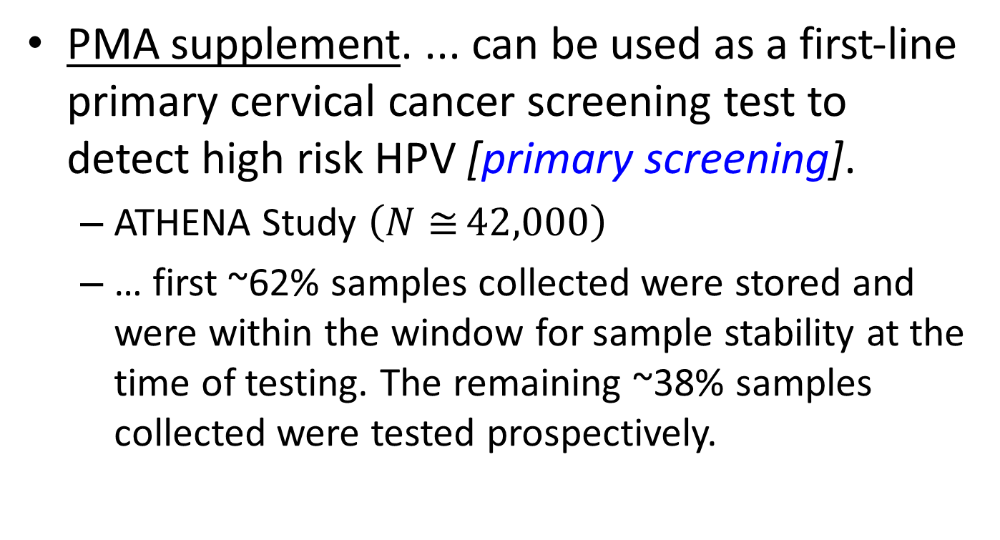 • PMA supplement. ... can be used as a first-line
primary cervical cancer screening test to
detect high risk HPV [primary screening].
– ATHENA Study (N ≅ 42,000)
– ... first ~62% samples collected were stored and
were within the window for sample stability at the
time of testing. The remaining ~38% samples
collected were tested prospectively.